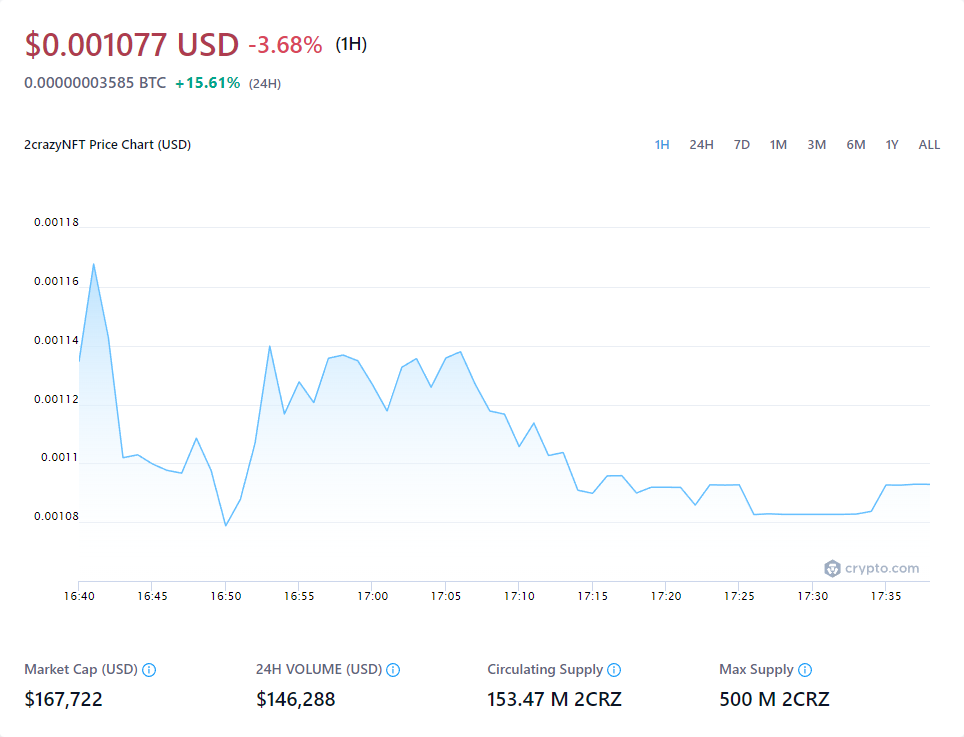 $0.001077 USD -3.68% (1H)
0.00000003585 BTC +15.61% (24H)
2crazyNFT Price Chart (USD)
1H 24H 7D 1M 3M 6M 1Y ALL
0.00118
0.00116
0.00114
0.00112
0.0011
0.00108
crypto.com
16:40 16:45 16:50 16:55 17:00 17:05 17:10 17:15 17:20 17:25 17:30 17:35
Market Cap (USD) 24H VOLUME (USD) Circulating Supply Max Supply
$167,722 $146,288 153.47 M 2CRZ 500 M 2CRZ